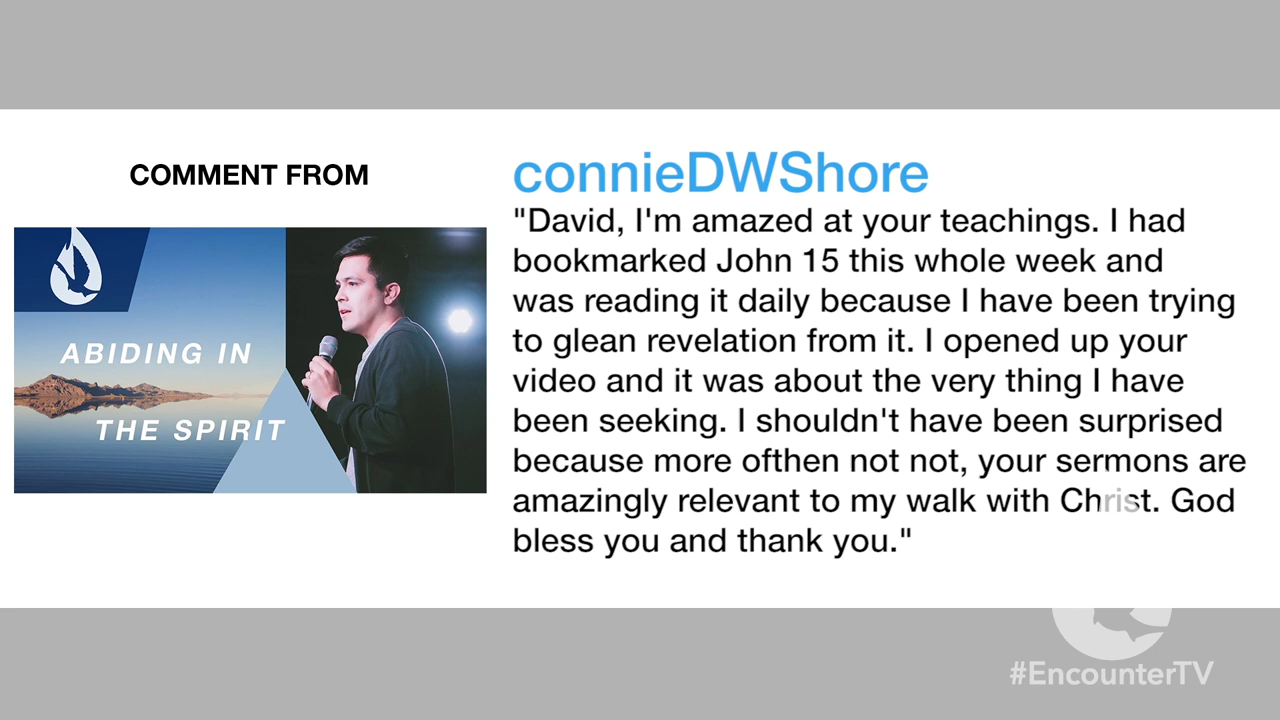 COMMENT FROM
ABIDING IN
THE SPIRIT
connieDWShore
"David, I'm amazed at your teachings. I had
bookmarked John 15 this whole week and
was reading it daily because I have been trying
to glean revelation from it. I opened up your
video and it was about the very thing I have
been seeking. I shouldn't have been surprised
because more ofthen not not, your sermons are
amazingly relevant to my walk with Christ. God
bless you and thank you."
#EncounterTV